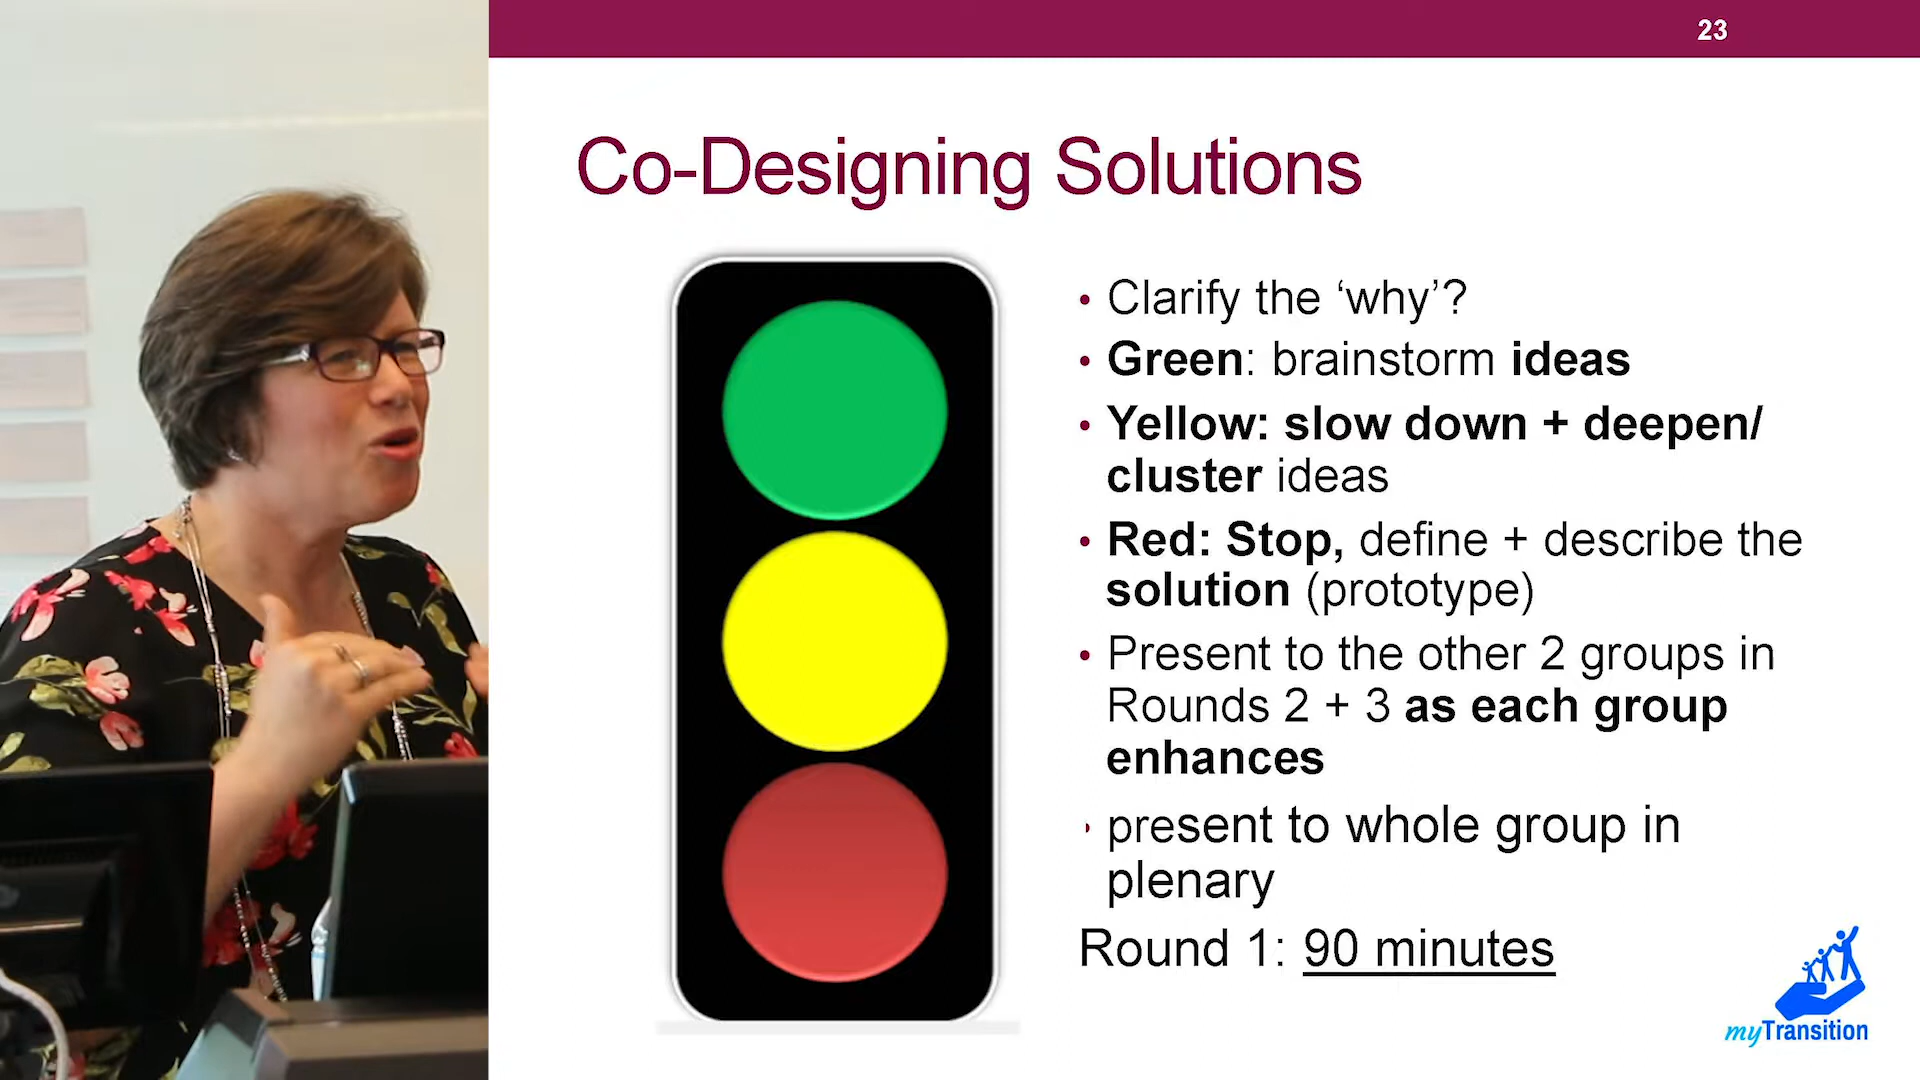 23
Co-Designing Solutions
• Clarify the ‘why’?
• Green: brainstorm ideas
• Yellow: slow down + deepen/
cluster ideas
• Red: Stop, define + describe the
solution (prototype)
• Present to the other 2 groups in
Rounds 2 + 3 as each group
enhances
• present to whole group in
plenary
Round 1: 90 minutes
myTransition